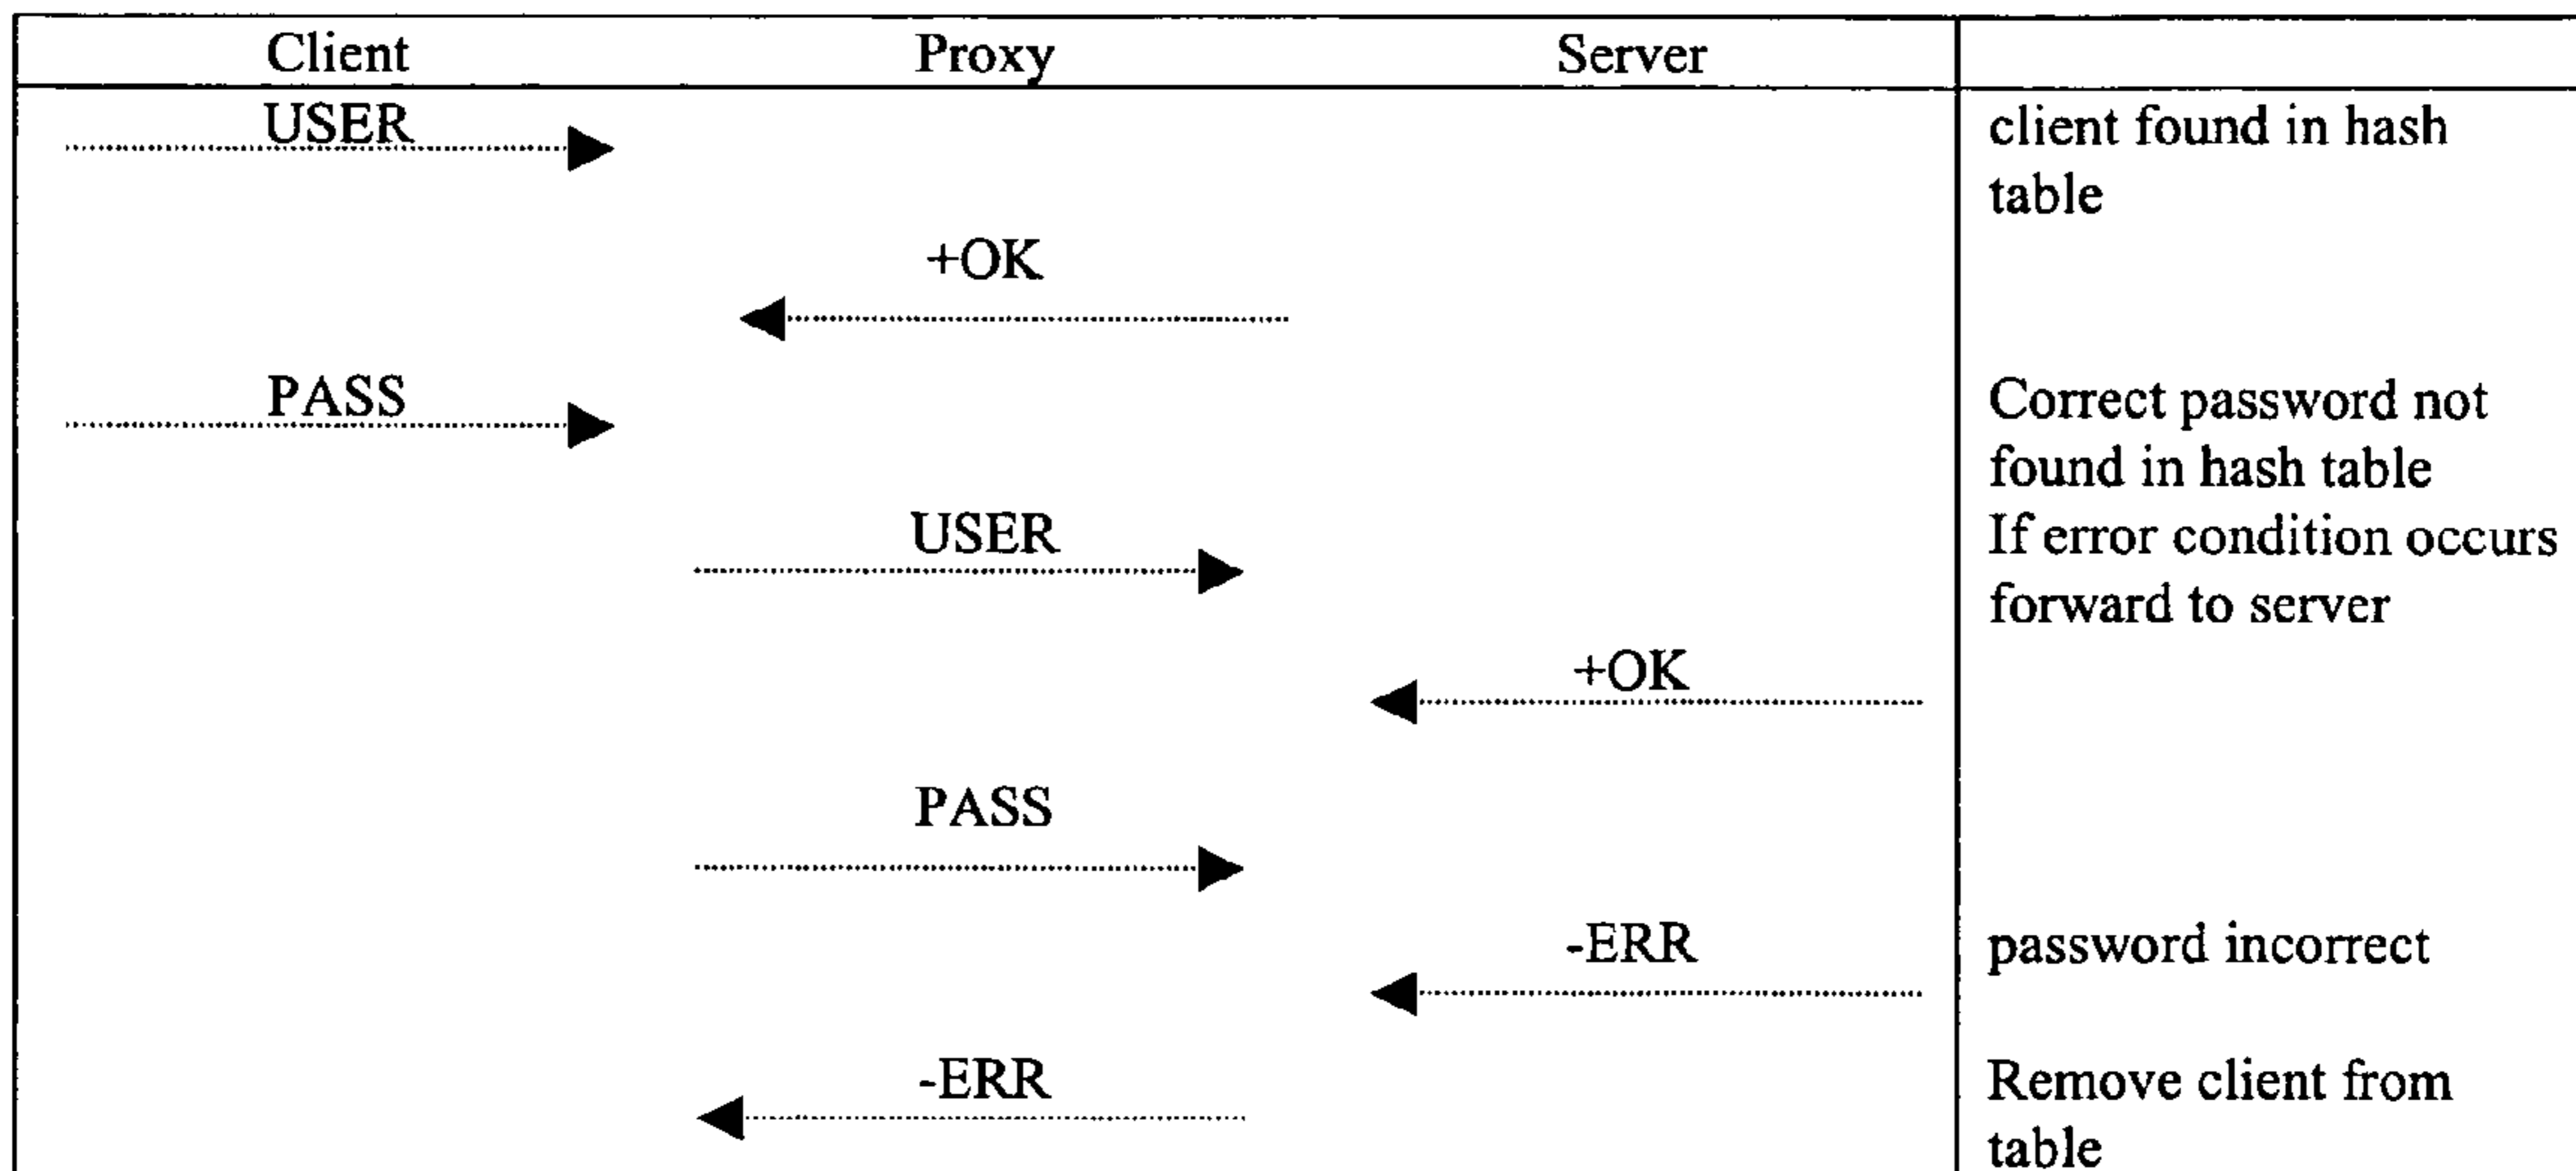 Client Proxy Server
USER client found in hash
table
+OK
PASS Correct password not
found in hash table
USER If error condition occurs
forward to server
+OK
PASS
-ERR password incorrect
-ERR Remove client from
table